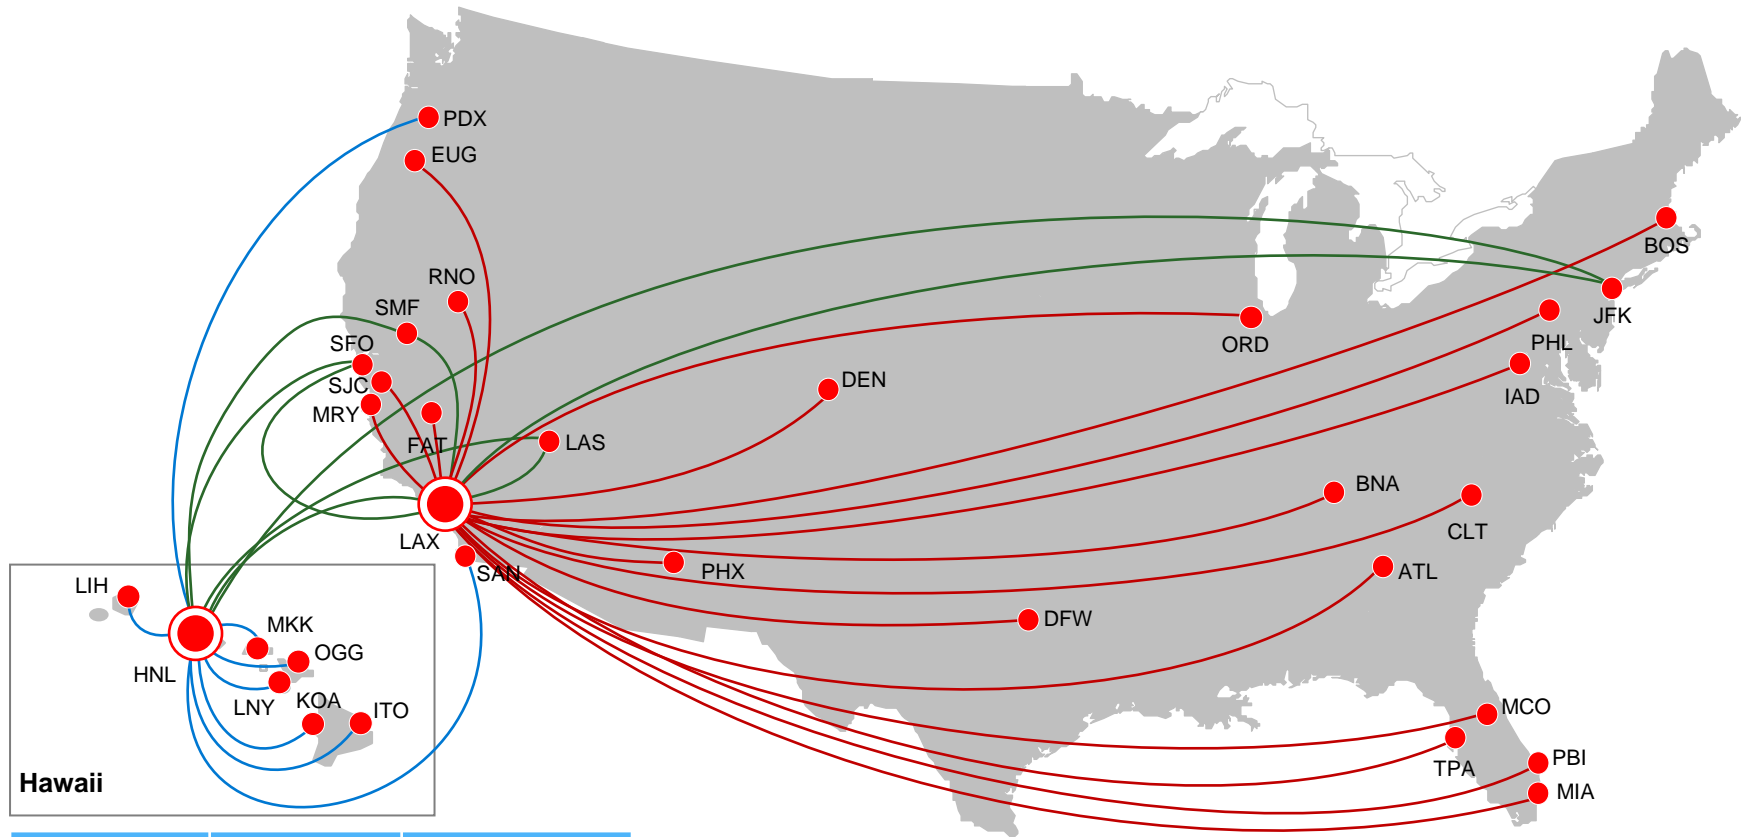 PDX
EUG
BOS
RNO
SMF
JFK
SFO
ORD
PHL
IAD
SJC
DEN
MRY
FAT
LAS
BNA
CLT
LAX
SAN
PHX
ATL
LIH
DFW
MKK
OGG
HNL
LNY
KOA
ITO
MCO
TPA
PBI
Hawaii
MIA